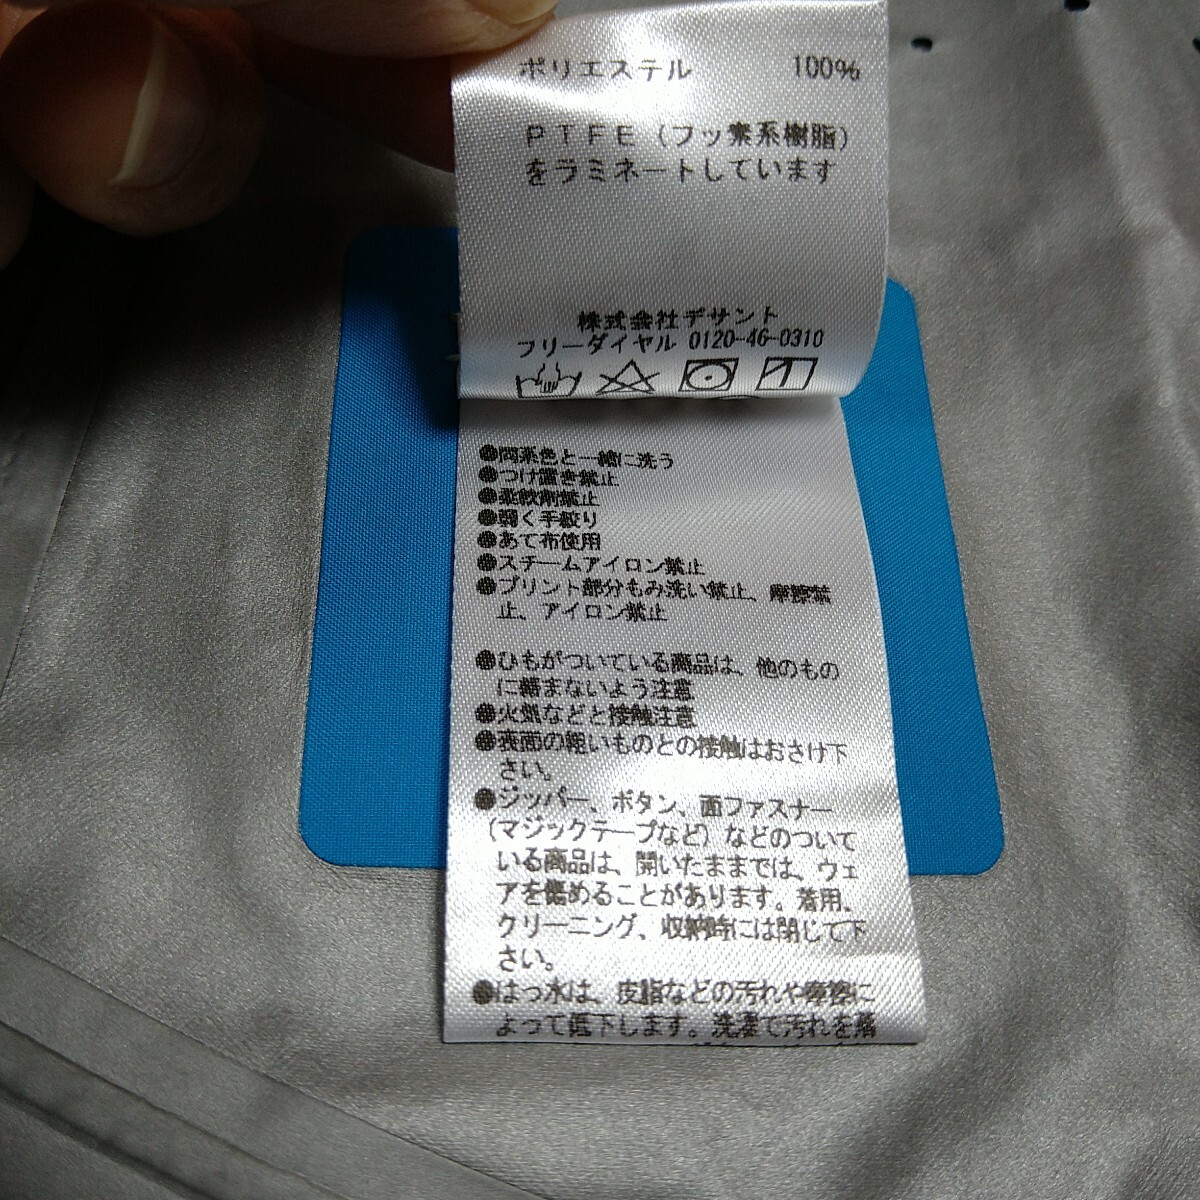 ポリエステル 100%
PTFE(フッ素系樹脂)
をラミネートしています
株式会社デサント
フリーダイヤル 0120-46-0310
●同系色と一緒に洗う
●つけ置き禁止
●柔軟剤禁止
●弱く手絞り
●あて布使用
●スチームアイロン禁止
●プリント部分もみ洗い禁止、摩擦禁
止、アイロン禁止
●ひもがついている商品は、他のもの
に絡まないよう注意
●火気などと接触注意
●表面の粗いものとの接触はおさけ下
さい。
●ジッパー、ボタン、面ファスナー
(マジックテープなど)などのついて
いる商品は、開いたままでは、ウェ
アを傷めることがあります。着用、
クリーニング、収納時には閉じて下
さい。
●はっ水は、皮脂などの汚れや摩擦に
よって低下します。洗濯で汚れを落